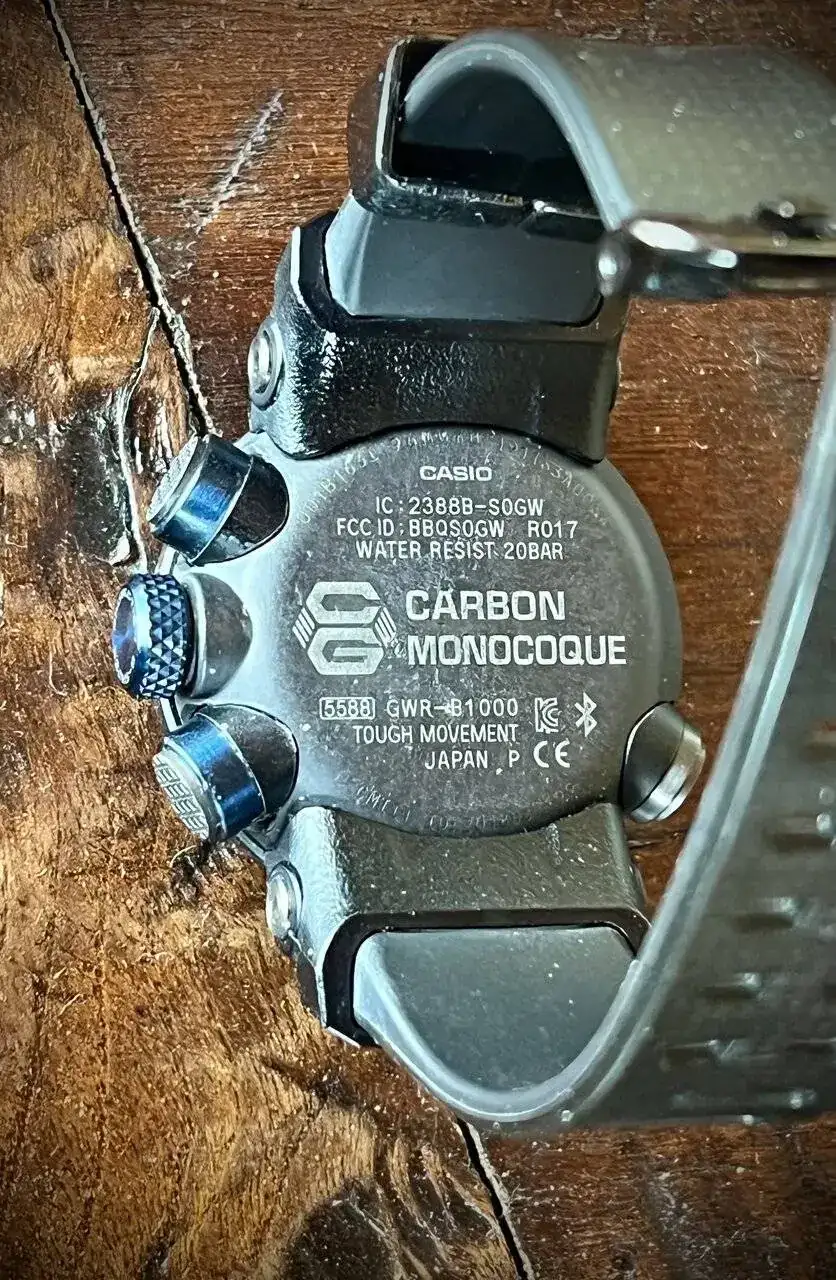 CASIO
IC:2388B-S0GW
FCC ID:BBQS0GW R017
WATER RESIST 20BAR
CG
CARBON
MONOCOQUE
5588 GWR-B1000
TOUGH MOVEMENT
JAPAN P CE